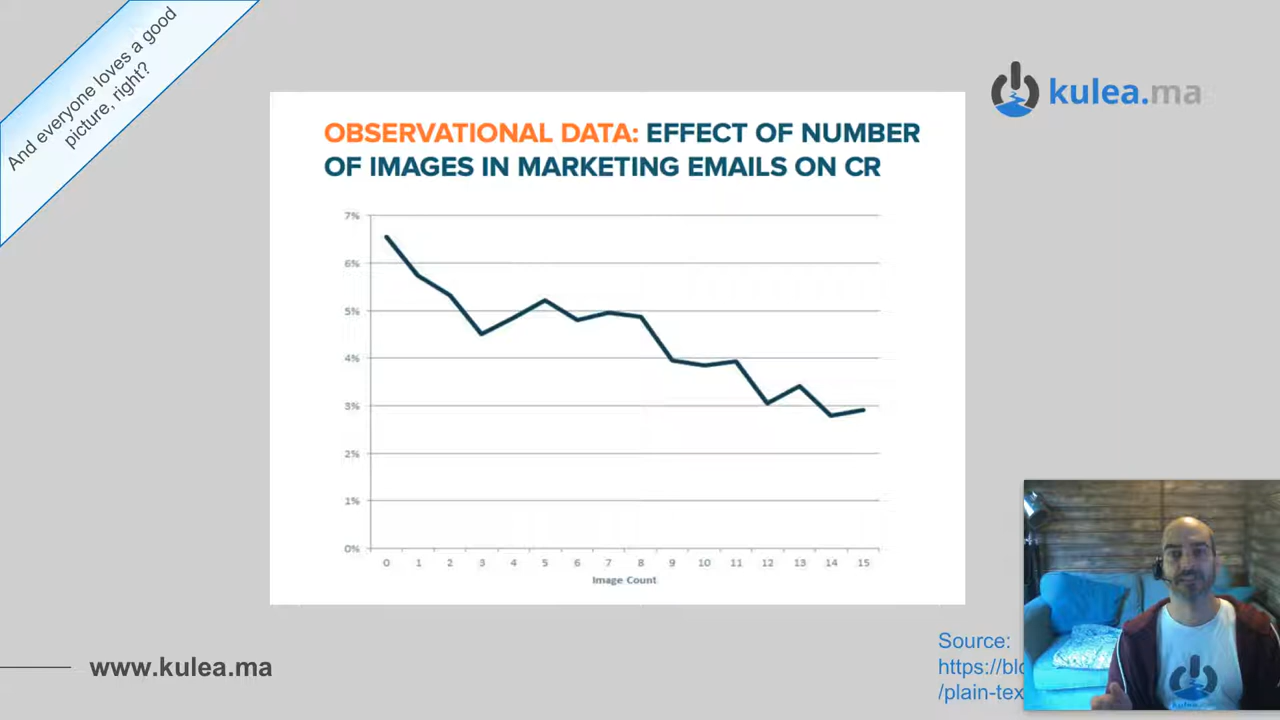 And everyone loves a good
picture, right?
kulea.ma
OBSERVATIONAL DATA: EFFECT OF NUMBER
OF IMAGES IN MARKETING EMAILS ON CR
7%
6%
5%
4%
3%
2%
1%
0%
0 1 2 3 4 5 6 7 8 9 10 11 12 13 14 15
Image Count
www.kulea.ma
Source:
https://blo
/plain-tex
kulea